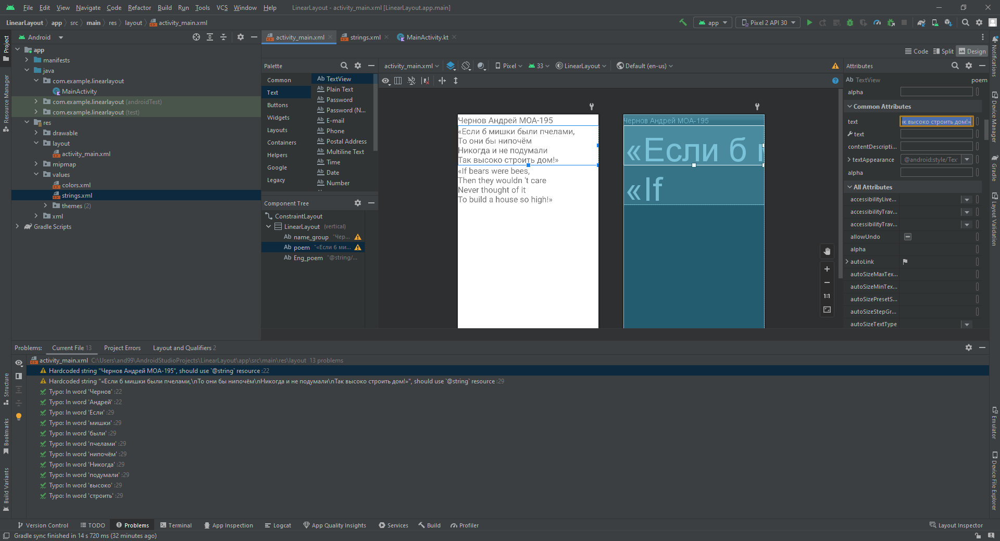 File Edit View Navigate Code Refactor Build Run Tools VCS Window Help LinearLayout - activity_main.xml [LinearLayout.app.main]
LinearLayout app src main res layout activity_main.xml
app Pixel 2 API 30
Project
Resource Manager
Structure
Bookmarks
Build Variants
Android
app
manifests
java
com.example.linearlayout
MainActivity
com.example.linearlayout (androidTest)
com.example.linearlayout (test)
res
drawable
layout
activity_main.xml
mipmap
values
colors.xml
strings.xml
themes (2)
xml
Gradle Scripts
activity_main.xml strings.xml MainActivity.kt
Code Split Design
Palette
Common
Text
Buttons
Widgets
Layouts
Containers
Helpers
Google
Legacy
Ab TextView
Ab Plain Text
Ab Password
Ab Password (N...
Ab E-mail
Ab Phone
Ab Postal Address
Ab Multiline Text
Ab Time
Ab Date
Ab Number
Component Tree
ConstraintLayout
LinearLayout (vertical)
Ab name_group "Чер...
Ab poem "«Если б ми...
Ab Eng_poem "@string/...
activity_main.xml Pixel 33 LinearLayout Default (en-us)
Чернов Андрей МОА-195
«Если б мишки были пчелами,
То они бы нипочём
Никогда и не подумали
Так высоко строить дом!»
«If bears were bees,
Then they wouldn 't care
Never thought of it
To build a house so high!»
Чернов Андрей МОА-195
«Если б
«If
1:1
Attributes
Ab TextView poem
alpha
Common Attributes
text ак высоко строить дом!»
text
contentDescripti...
textAppearance @android:style/Tex
alpha
All Attributes
accessibilityLive...
accessibilityTrav...
accessibilityTrav...
allowUndo
alpha
autoLink
autoSizeMaxTex...
autoSizeMinTex...
autoSizePresetS...
autoSizeStepGr...
autoSizeTextType
Notifications
Device Manager
Gradle
Layout Validation
Emulator
Device File Explorer
Problems: Current File 13 Project Errors Layout and Qualifiers 2
activity_main.xml C:\Users\and99\AndroidStudioProjects\LinearLayout\app\src\main\res\layout 13 problems
Hardcoded string "Чернов Андрей МОА-195", should use `@string` resource :22
Hardcoded string "«Если б мишки были пчелами,\nТо они бы нипочём\nНикогда и не подумали\nТак высоко строить дом!»", should use `@string` resource :29
Typo: In word 'Чернов' :22
Typo: In word 'Андрей' :22
Typo: In word 'Если' :29
Typo: In word 'мишки' :29
Typo: In word 'были' :29
Typo: In word 'пчелами' :29
Typo: In word 'нипочём' :29
Typo: In word 'Никогда' :29
Typo: In word 'подумали' :29
Typo: In word 'высоко' :29
Typo: In word 'строить' :29
Version Control TODO Problems Terminal App Inspection Logcat App Quality Insights Services Build Profiler Layout Inspector
Gradle sync finished in 14 s 720 ms (32 minutes ago)